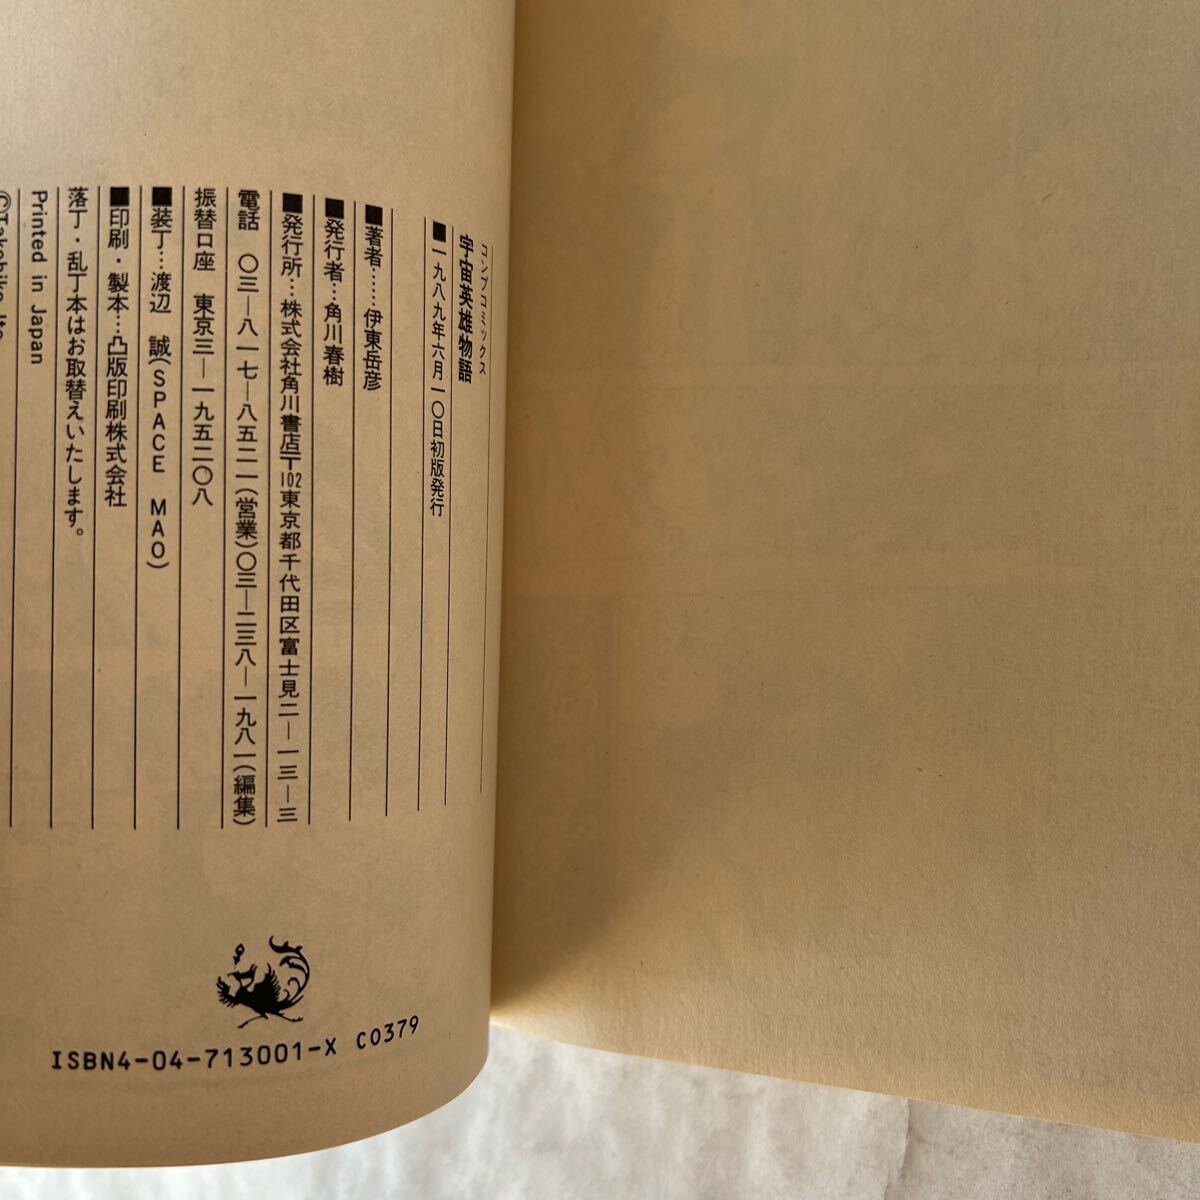 コンプコミックス
宇宙英雄物語
■一九八九年六月一〇日初版発行
■著者……伊東岳彦
■発行者…角川春樹
■発行所…株式会社角川書店〒102東京都千代田区富士見二―一三―三
電話 〇三―八一七―八五二一(営業)〇三―二三八―一九八一(編集)
振替口座 東京三―一九五二〇八
■装丁…渡辺 誠(SPACE MAO)
■印刷・製本…凸版印刷株式会社
落丁・乱丁本はお取替えいたします。
Printed in Japan
©Takehiko Ito
ISBN4-04-713001-X C0379